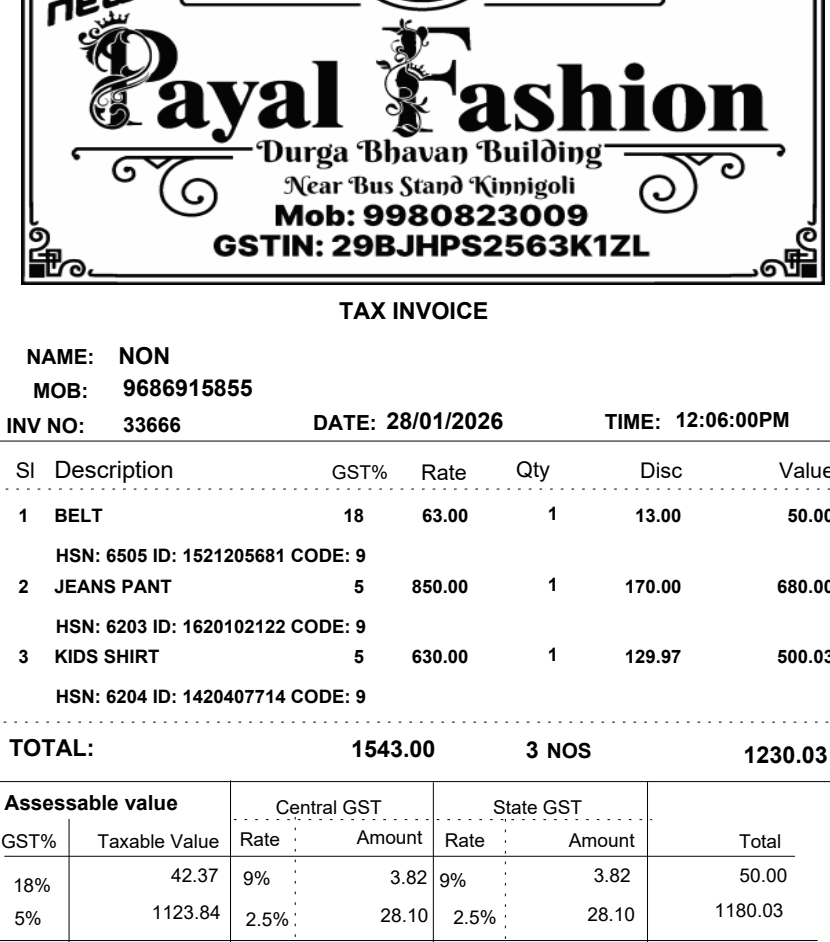 new
Payal Fashion
Durga Bhavan Building
Near Bus Stand Kinnigoli
Mob: 9980823009
GSTIN: 29BJHPS2563K1ZL
TAX INVOICE
NAME: NON
MOB: 9686915855
INV NO: 33666 DATE: 28/01/2026 TIME: 12:06:00PM
Sl Description GST% Rate Qty Disc Value
1 BELT 18 63.00 1 13.00 50.00
HSN: 6505 ID: 1521205681 CODE: 9
2 JEANS PANT 5 850.00 1 170.00 680.00
HSN: 6203 ID: 1620102122 CODE: 9
3 KIDS SHIRT 5 630.00 1 129.97 500.03
HSN: 6204 ID: 1420407714 CODE: 9
TOTAL: 1543.00 3 NOS 1230.03
Assessable value Central GST State GST
GST% Taxable Value Rate Amount Rate Amount Total
18% 42.37 9% 3.82 9% 3.82 50.00
5% 1123.84 2.5% 28.10 2.5% 28.10 1180.03